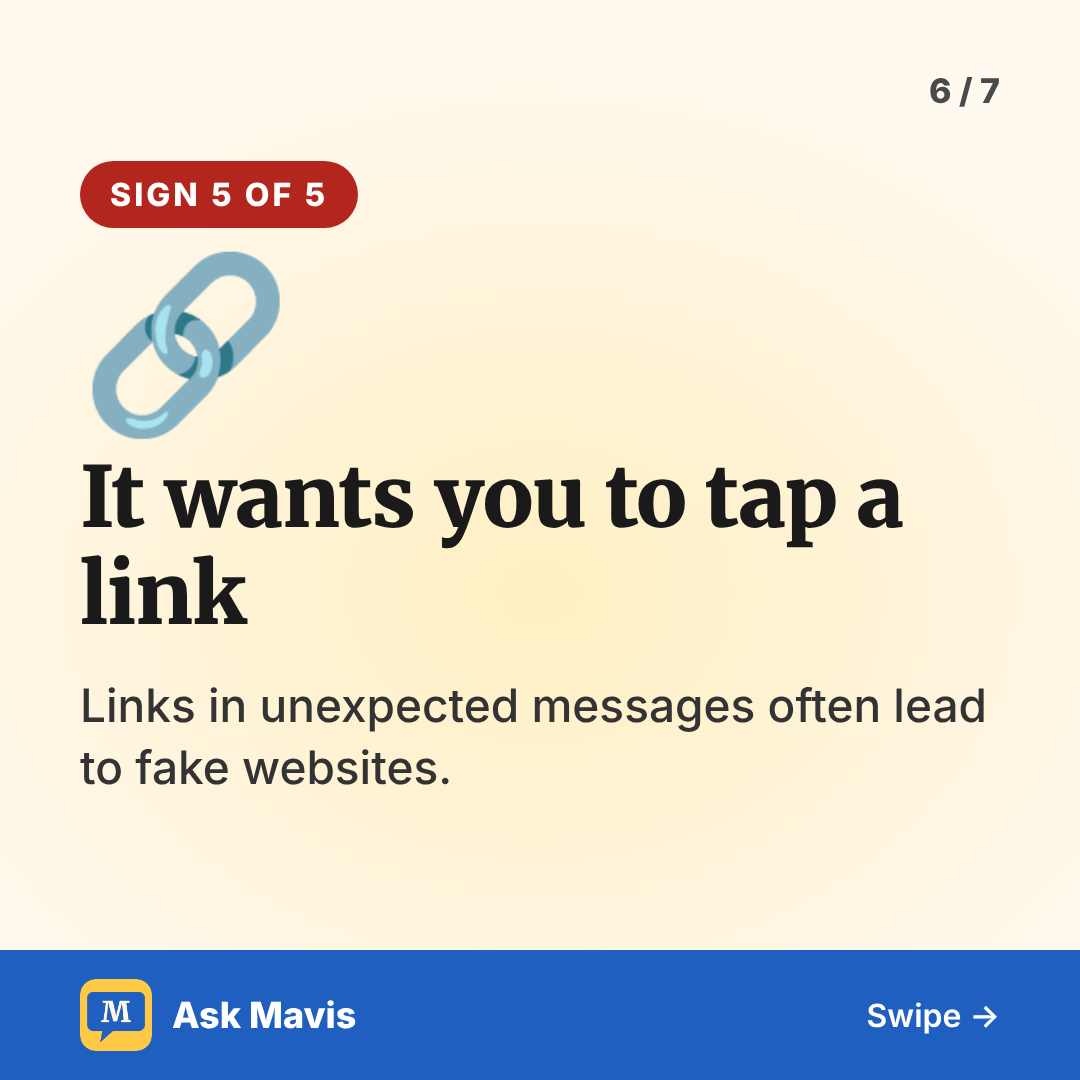 6 / 7
SIGN 5 OF 5
It wants you to tap a
link
Links in unexpected messages often lead
to fake websites.
M
Ask Mavis
Swipe →